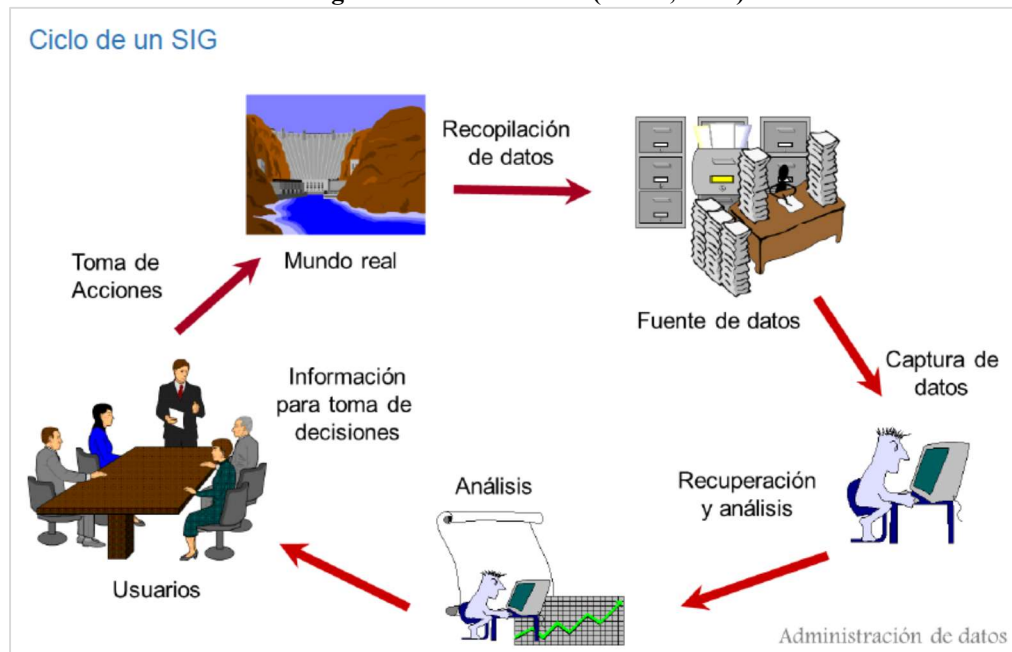 Ciclo de un SIG
Recopilación
de datos
Mundo real
Toma de
Acciones
Fuente de datos
Captura de
datos
Información
para toma de
decisiones
Análisis
Recuperación
y análisis
Usuarios
Administración de datos